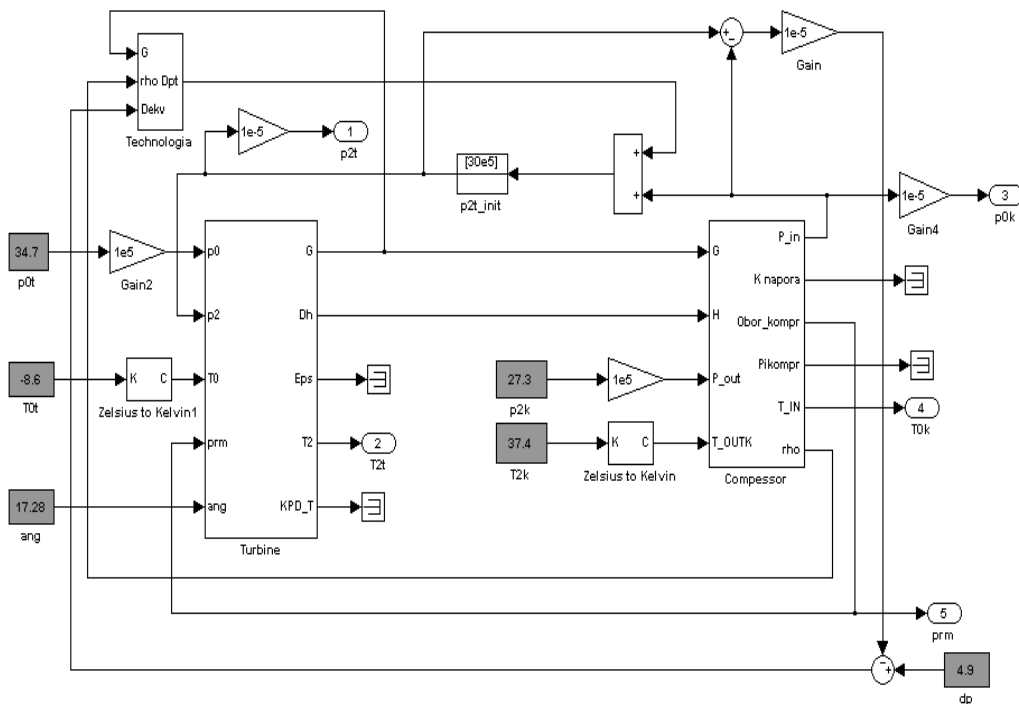 G
rho Dpt
Dekv
Technologia
1e-5
1
p2t
[30e5]
p2t_init
+
-
1e-5
Gain
+
+
1e-5
Gain4
3
p0k
34.7
p0t
1e5
Gain2
p0
G
p2
Dh
T0
Eps
prm
T2
ang
KPD_T
Turbine
-8.6
T0t
K C
Zelsius to Kelvin1
17.28
ang
2
T2t
27.3
p2k
1e5
37.4
T2k
K C
Zelsius to Kelvin
P_in
G
K napora
H
Obor_kompr
Pikompr
P_out
T_IN
T_OUTK
rho
Compessor
4
T0k
5
prm
-
+
4.9
dp